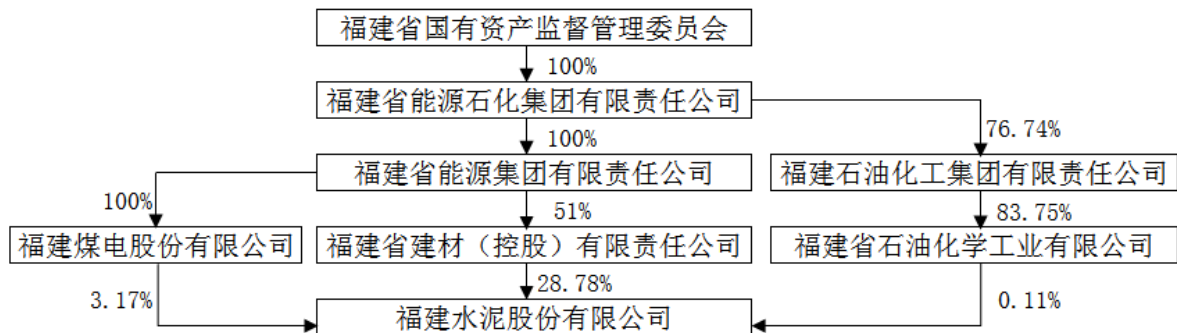 福建省国有资产监督管理委员会
100%
福建省能源石化集团有限责任公司
100%
76.74%
福建省能源集团有限责任公司
福建石油化工集团有限责任公司
100%
51%
83.75%
福建煤电股份有限公司
福建省建材（控股）有限责任公司
福建省石油化学工业有限公司
3.17%
28.78%
0.11%
福建水泥股份有限公司